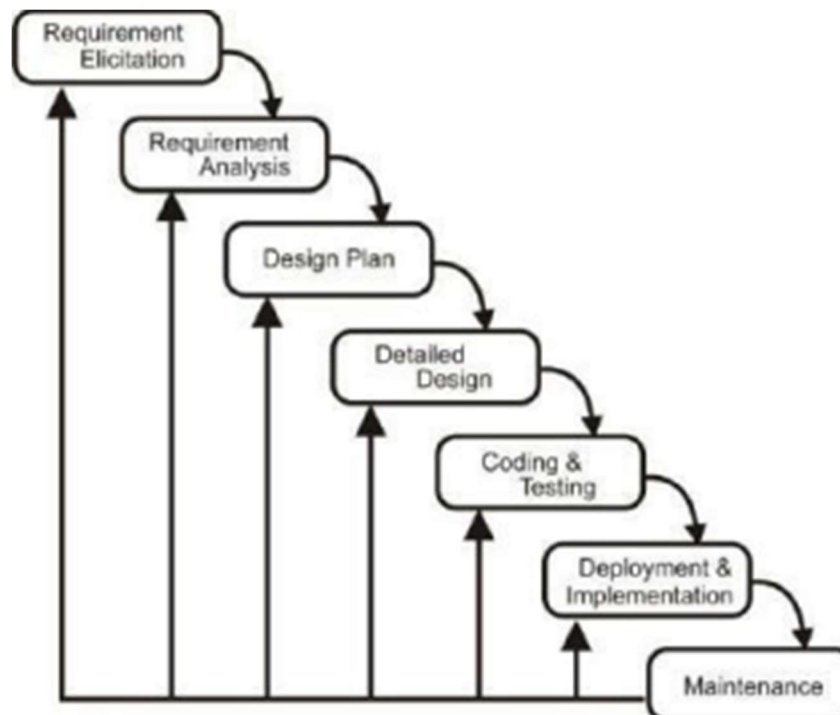 Requirement
Elicitation
Requirement
Analysis
Design Plan
Detailed
Design
Coding &
Testing
Deployment &
Implementation
Maintenance